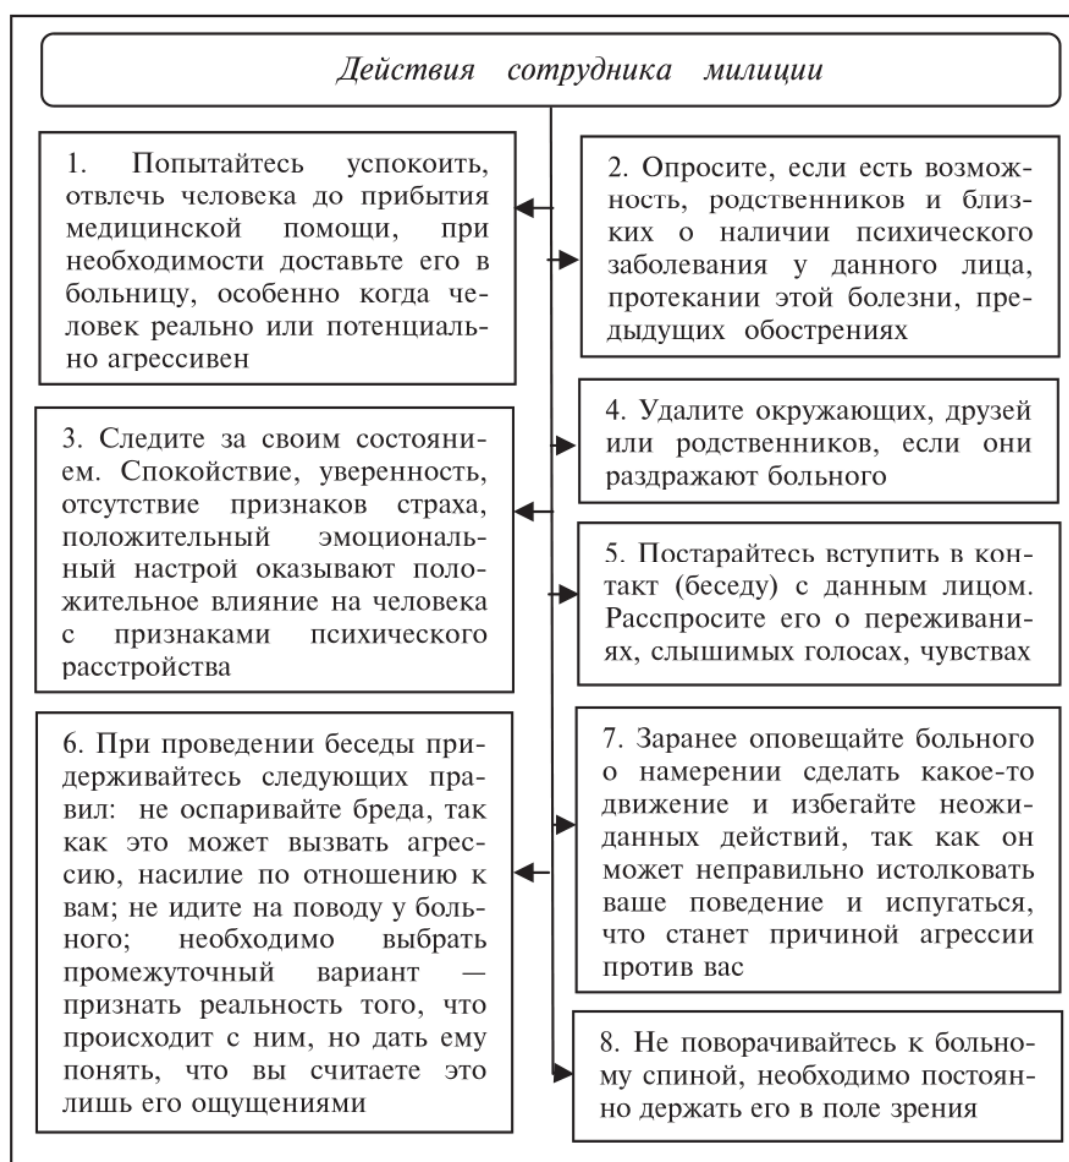 Действия сотрудника милиции
1. Попытайтесь успокоить,
отвлечь человека до прибытия
медицинской помощи, при
необходимости доставьте его в
больницу, особенно когда че-
ловек реально или потенциаль-
но агрессивен
2. Опросите, если есть возмож-
ность, родственников и близ-
ких о наличии психического
заболевания у данного лица,
протекании этой болезни, пре-
дыдущих обострениях
3. Следите за своим состояни-
ем. Спокойствие, уверенность,
отсутствие признаков страха,
положительный эмоциональ-
ный настрой оказывают поло-
жительное влияние на человека
с признаками психического
расстройства
4. Удалите окружающих, друзей
или родственников, если они
раздражают больного
5. Постарайтесь вступить в кон-
такт (беседу) с данным лицом.
Расспросите его о переживани-
ях, слышимых голосах, чувствах
6. При проведении беседы при-
держивайтесь следующих пра-
вил: не оспаривайте бреда, так
как это может вызвать агрес-
сию, насилие по отношению к
вам; не идите на поводу у боль-
ного; необходимо выбрать
промежуточный вариант —
признать реальность того, что
происходит с ним, но дать ему
понять, что вы считаете это
лишь его ощущениями
7. Заранее оповещайте больного
о намерении сделать какое-то
движение и избегайте неожи-
данных действий, так как он
может неправильно истолковать
ваше поведение и испугаться,
что станет причиной агрессии
против вас
8. Не поворачивайтесь к больно-
му спиной, необходимо постоян-
но держать его в поле зрения